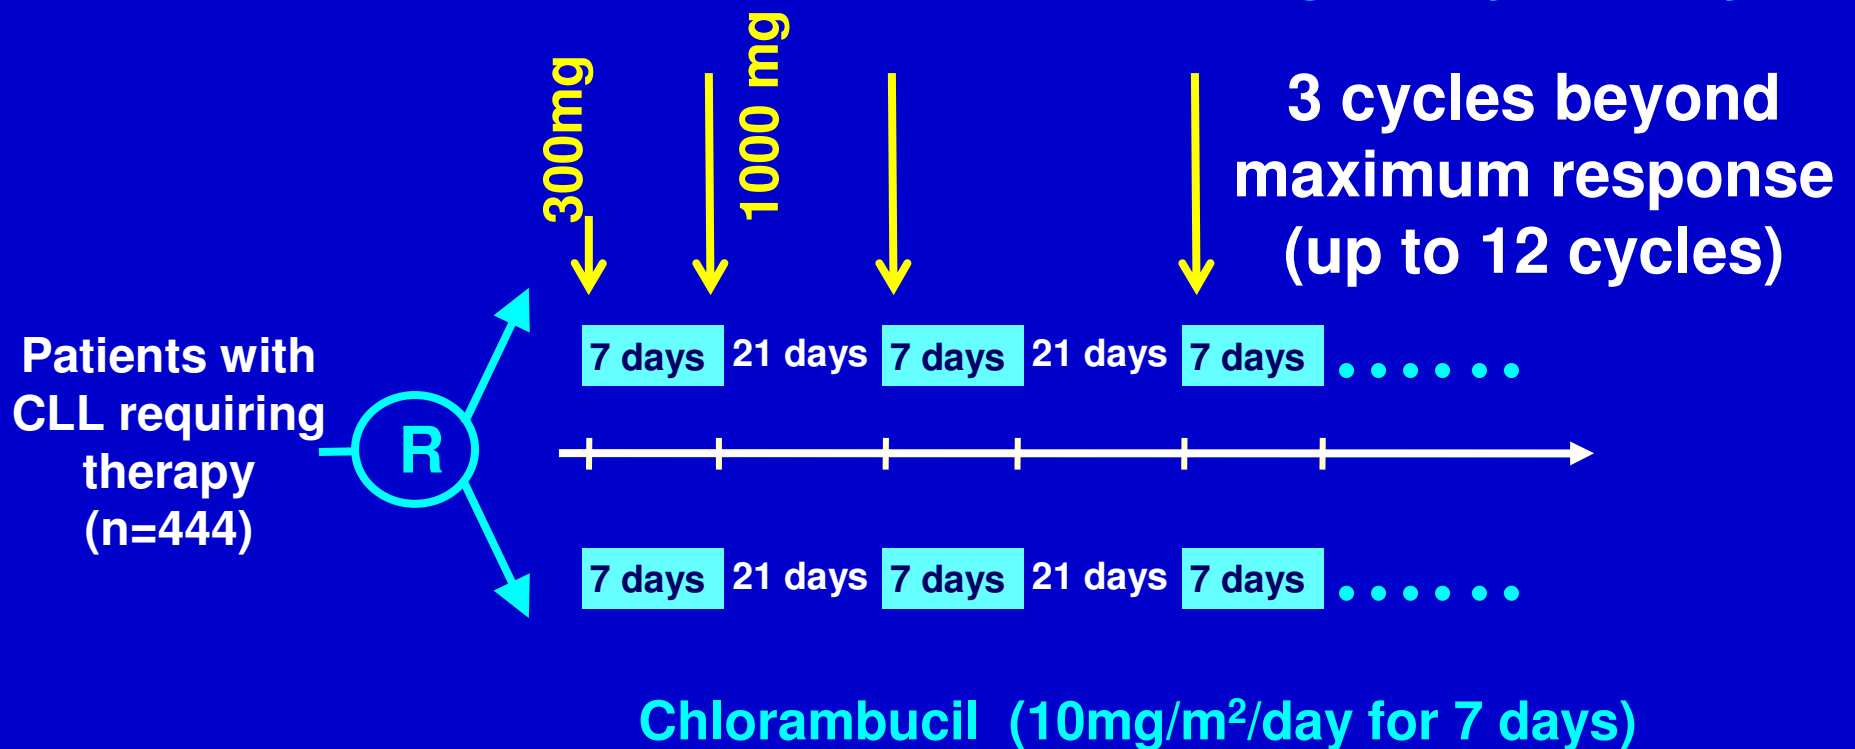 300mg
1000 mg
3 cycles beyond
maximum response
(up to 12 cycles)
Patients with
CLL requiring
therapy
(n=444)
R
7 days 21 days 7 days 21 days 7 days
7 days 21 days 7 days 21 days 7 days
Chlorambucil (10mg/m²/day for 7 days)